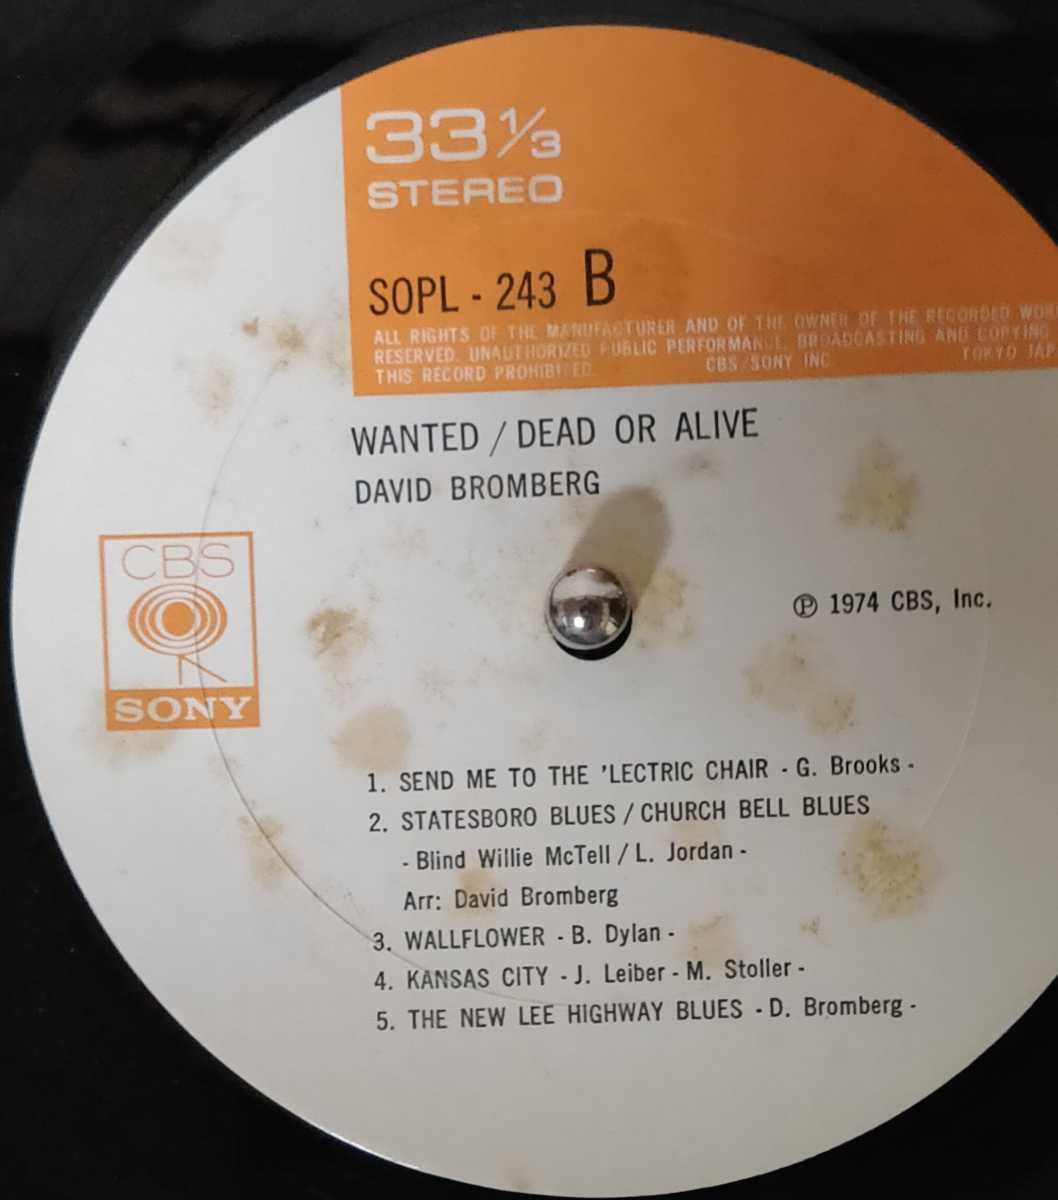 33 1/3
STEREO
SOPL - 243 B
ALL RIGHTS OF THE MANUFACTURER AND OF THE OWNER OF THE RECORDED
RESERVED. UNAUTHORIZED PUBLIC PERFORMANCE, BROADCASTING AND COPYING
THIS RECORD PROHIBITED. CBS/SONY INC. TOKYO
WANTED / DEAD OR ALIVE
DAVID BROMBERG
CBS
SONY
℗ 1974 CBS, Inc.
1. SEND ME TO THE 'LECTRIC CHAIR - G. Brooks -
2. STATESBORO BLUES / CHURCH BELL BLUES
- Blind Willie McTell / L. Jordan -
Arr: David Bromberg
3. WALLFLOWER - B. Dylan -
4. KANSAS CITY - J. Leiber - M. Stoller -
5. THE NEW LEE HIGHWAY BLUES - D. Bromberg -